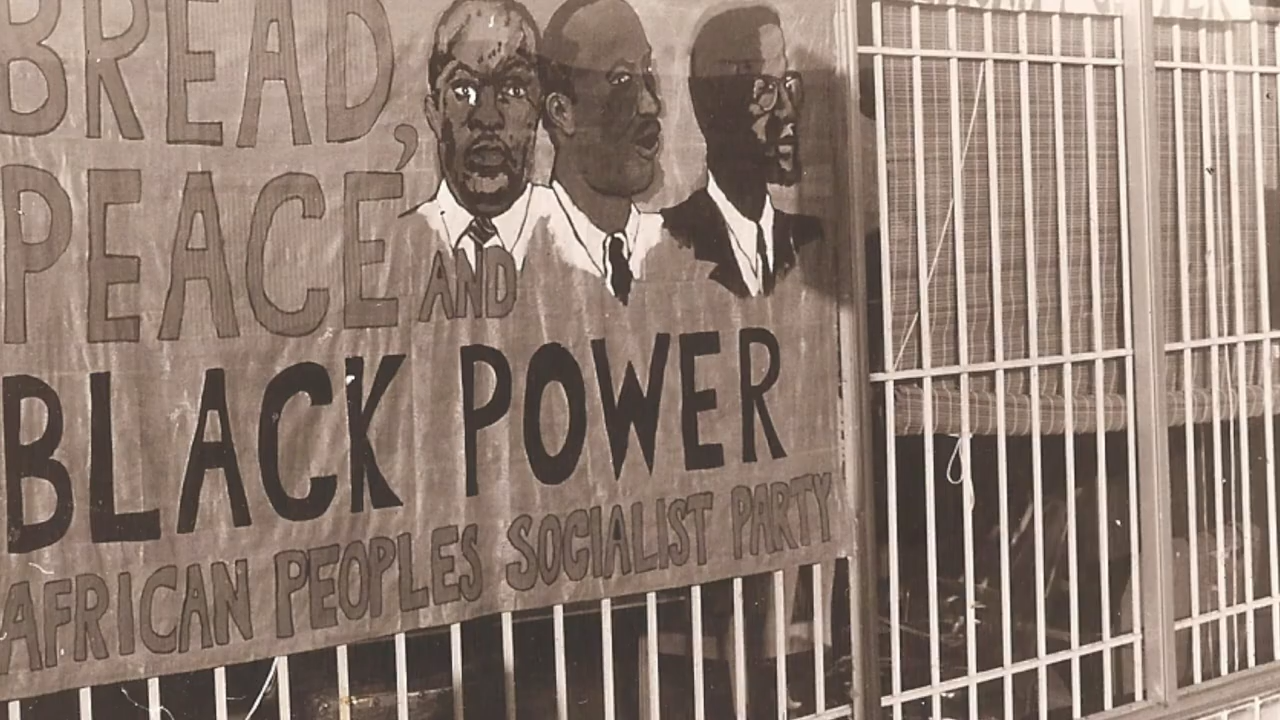 BREAD,
PEACE AND
BLACK POWER
AFRICAN PEOPLES SOCIALIST PARTY